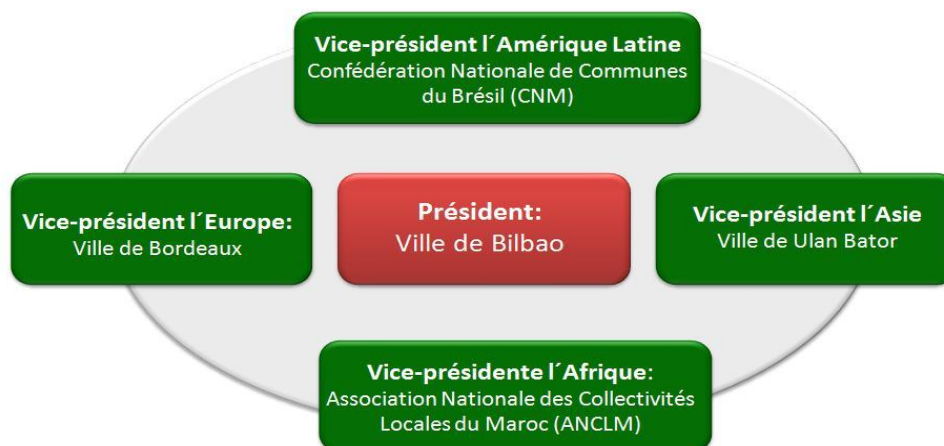 Vice-président l´Amérique Latine
Confédération Nationale de Communes
du Brésil (CNM)
Vice-président l´Europe:
Ville de Bordeaux
Président:
Ville de Bilbao
Vice-président l´Asie
Ville de Ulan Bator
Vice-présidente l´Afrique:
Association Nationale des Collectivités
Locales du Maroc (ANCLM)